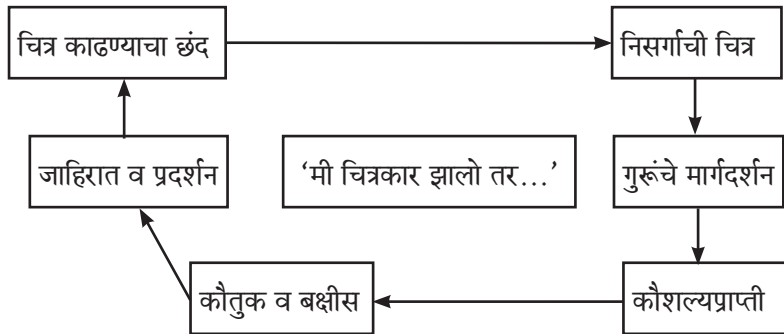 चित्र काढण्याचा छंद
निसर्गाची चित्र
जाहिरात व प्रदर्शन
‘मी चित्रकार झालो तर...’
गुरूंचे मार्गदर्शन
कौतुक व बक्षीस
कौशल्यप्राप्ती